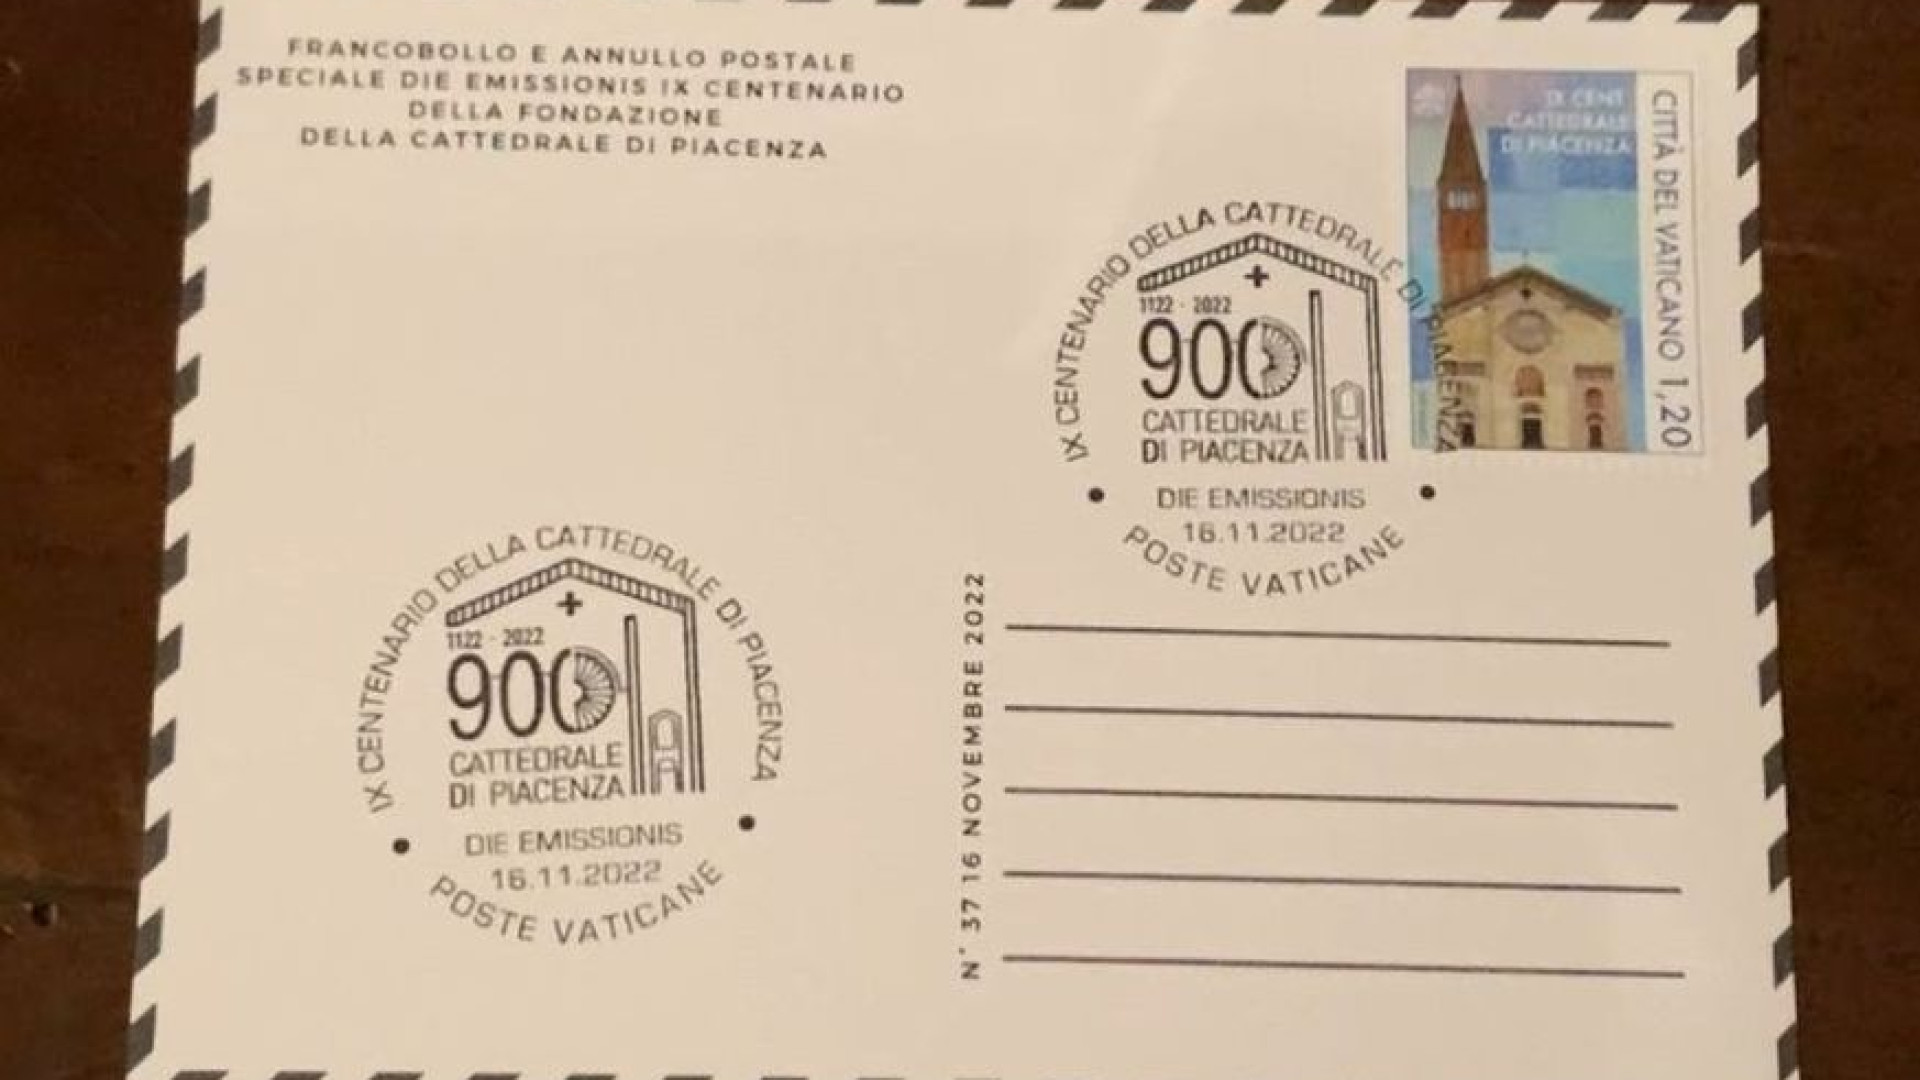 FRANCOBOLLO E ANNULLO POSTALE
SPECIALE DIE EMISSIONIS IX CENTENARIO
DELLA FONDAZIONE
DELLA CATTEDRALE DI PIACENZA
IX CENT.
CATTEDRALE
DI PIACENZA
CITTÀ DEL VATICANO 1,20
IX CENTENARIO DELLA CATTEDRALE DI PIACENZA
1122 - 2022
900
CATTEDRALE
DI PIACENZA
DIE EMISSIONIS
16.11.2022
POSTE VATICANE
IX CENTENARIO DELLA CATTEDRALE DI PIACENZA
1122 - 2022
900
CATTEDRALE
DI PIACENZA
DIE EMISSIONIS
16.11.2022
POSTE VATICANE
N° 37 16 NOVEMBRE 2022